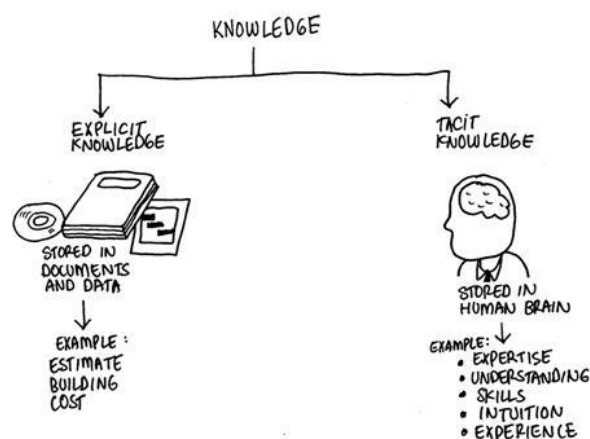 KNOWLEDGE
EXPLICIT
KNOWLEDGE
STORED IN
DOCUMENTS
AND DATA
EXAMPLE :
ESTIMATE
BUILDING
COST
TACIT
KNOWLEDGE
STORED IN
HUMAN BRAIN
EXAMPLE:
• EXPERTISE
• UNDERSTANDING
• SKILLS
• INTUITION
• EXPERIENCE